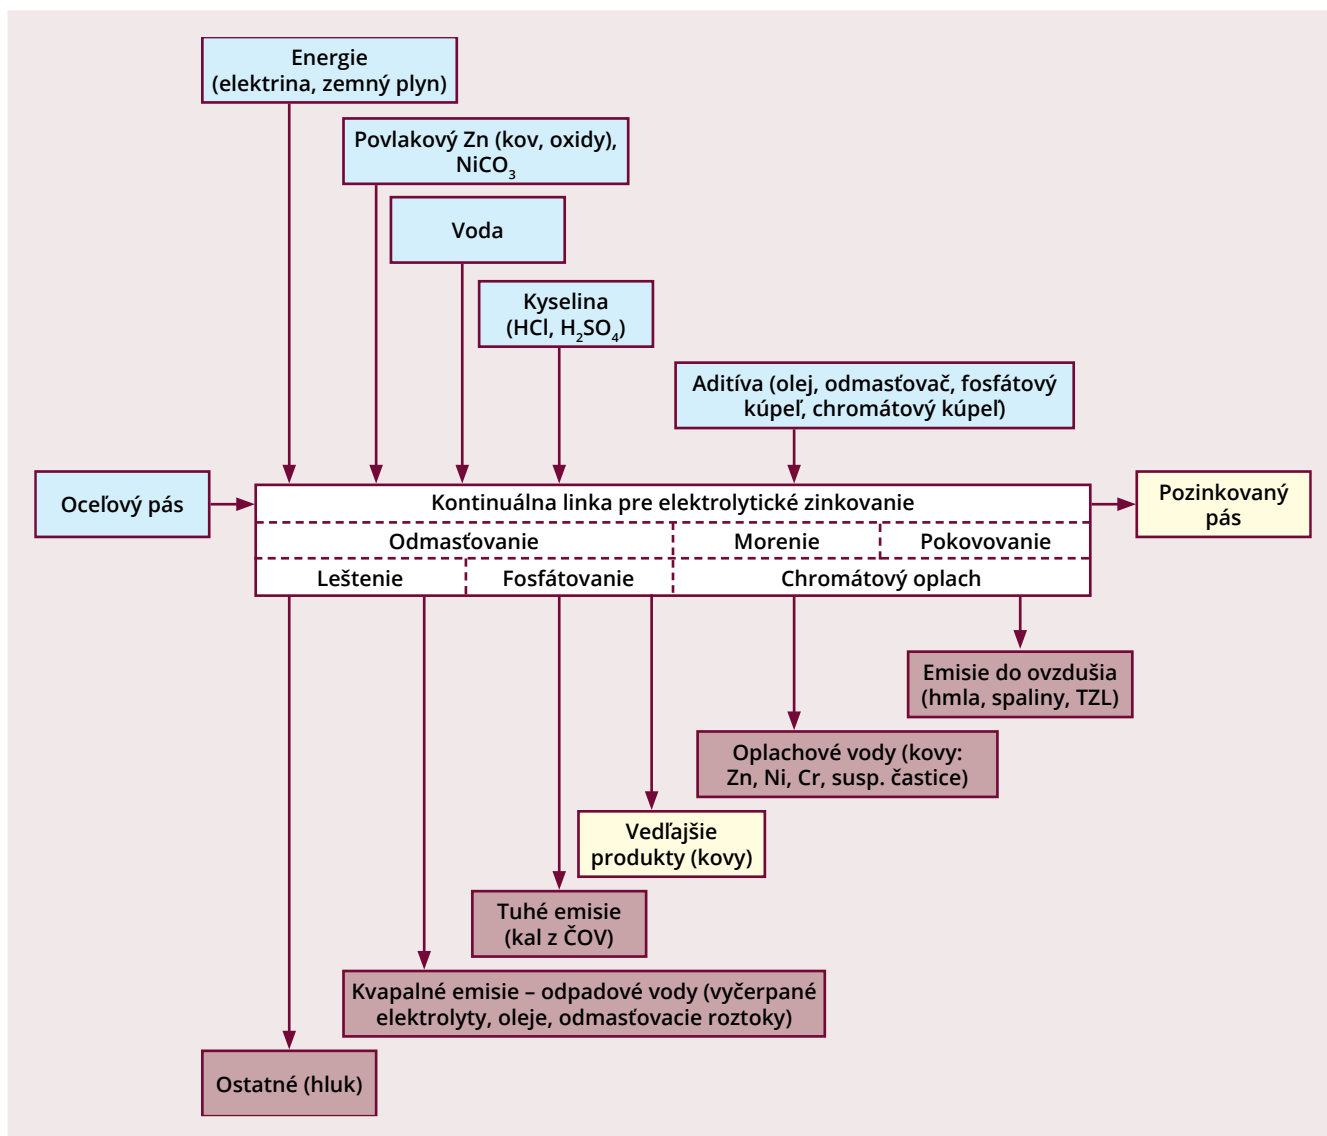 Energie
(elektrina, zemný plyn)
Povlakový Zn (kov, oxidy),
NiCO₃
Voda
Kyselina
(HCl, H₂SO₄)
Aditíva (olej, odmasťovač, fosfátový
kúpeľ, chromátový kúpeľ)
Oceľový pás
Kontinuálna linka pre elektrolytické zinkovanie
Pozinkovaný
pás
Odmasťovanie
Morenie
Pokovovanie
Leštenie
Fosfátovanie
Chromátový oplach
Emisie do ovzdušia
(hmla, spaliny, TZL)
Oplachové vody (kovy:
Zn, Ni, Cr, susp. častice)
Vedľajšie
produkty (kovy)
Tuhé emisie
(kal z ČOV)
Kvapalné emisie – odpadové vody (vyčerpané
elektrolyty, oleje, odmasťovacie roztoky)
Ostatné (hluk)